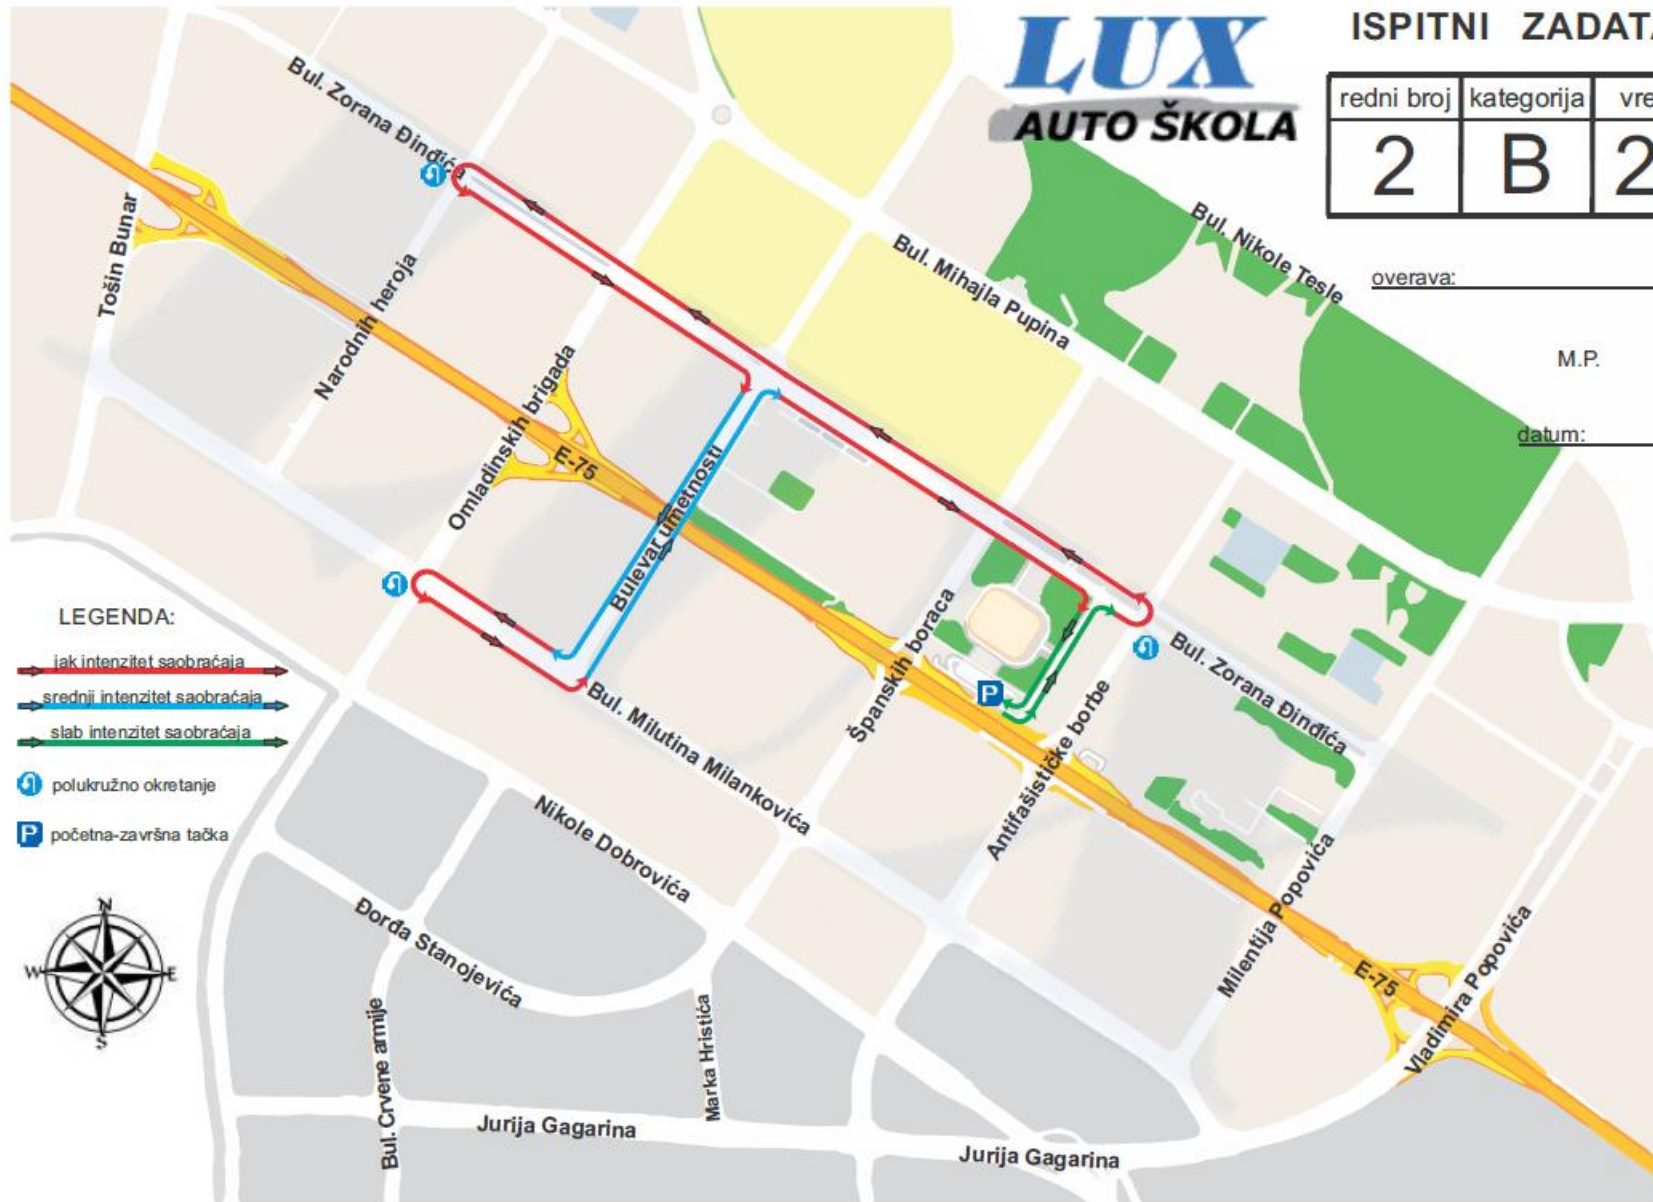 LUX
AUTO ŠKOLA
ISPITNI ZADAT
redni broj
kategorija
vre
2
B
2
overava:
M.P.
datum:
Bul. Zorana Đinđića
Bul. Nikole Tesle
Bul. Mihajla Pupina
Tošin Bunar
Narodnih heroja
Omladinskih brigada
E-75
Bulevar umetnosti
Španskih boraca
P
Antifašističke borbe
Bul. Zorana Đinđića
Bul. Milutina Milankovića
Nikole Dobrovića
Đorđa Stanojevića
Milentija Popovića
E-75
Vladimira Popovića
Bul. Crvene armije
Marka Hristića
Jurija Gagarina
Jurija Gagarina
LEGENDA:
jak intenzitet saobraćaja
srednji intenzitet saobraćaja
slab intenzitet saobraćaja
polukružno okretanje
P početna-završna tačka
N
W
E
S